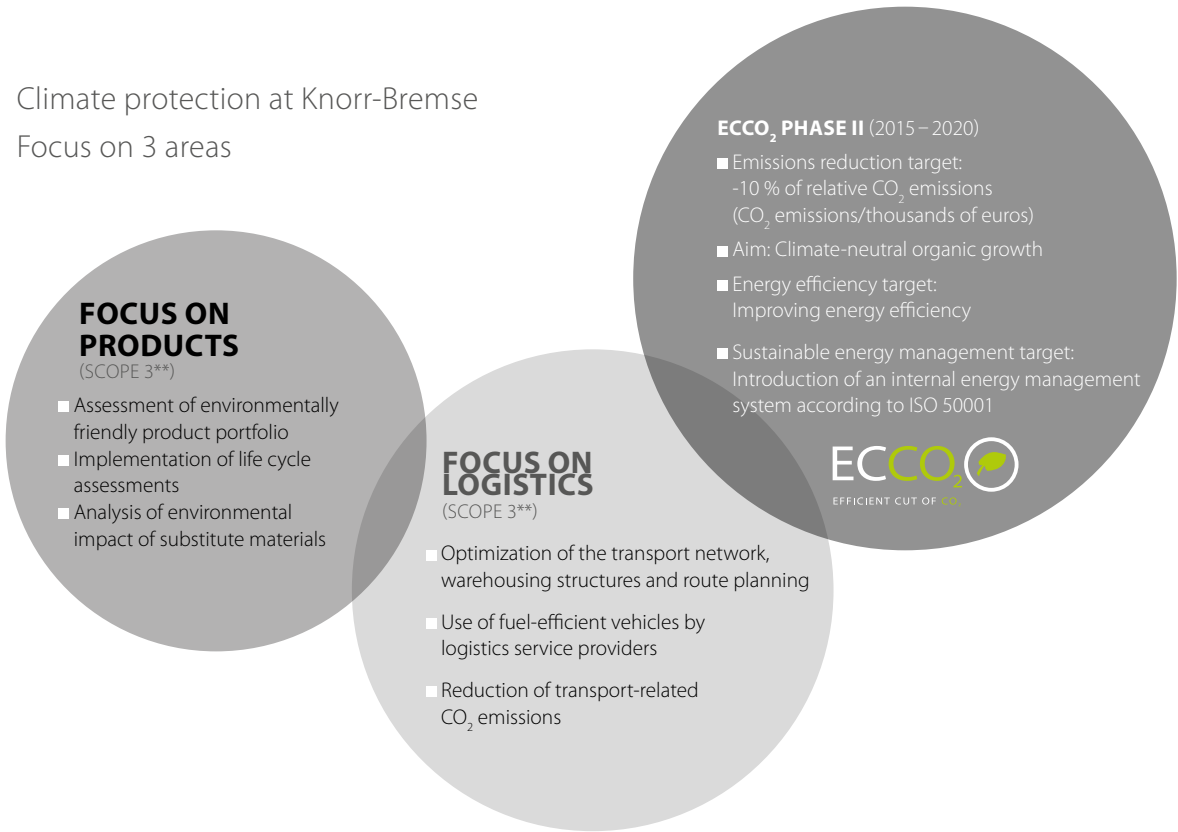 Climate protection at Knorr-Bremse
Focus on 3 areas
FOCUS ON
PRODUCTS
(SCOPE 3**)
Assessment of environmentally
friendly product portfolio
Implementation of life cycle
assessments
Analysis of environmental
impact of substitute materials
FOCUS ON
LOGISTICS
(SCOPE 3**)
Optimization of the transport network,
warehousing structures and route planning
Use of fuel-efficient vehicles by
logistics service providers
Reduction of transport-related
CO₂ emissions
ECCO₂ PHASE II (2015 – 2020)
Emissions reduction target:
-10 % of relative CO₂ emissions
(CO₂ emissions/thousands of euros)
Aim: Climate-neutral organic growth
Energy efficiency target:
Improving energy efficiency
Sustainable energy management target:
Introduction of an internal energy management
system according to ISO 50001
ECCO₂
EFFICIENT CUT OF CO₂